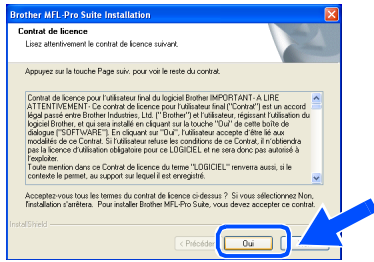 Brother MFL-Pro Suite Installation
Contrat de licence
Lisez attentivement le contrat de licence suivant.
Appuyez sur la touche Page suiv. pour voir le reste du contrat.
Contrat de licence pour l'utilisateur final du logiciel Brother IMPORTANT- A LIRE
ATTENTIVEMENT- Ce contrat de licence pour l'utilisateur final ("Contrat") est un accord
légal passé entre Brother Industries, Ltd. (" Brother") et l'utilisateur, régissant l'utilisation du
logiciel Brother, et qui sera installé en cliquant sur la touche "Oui" de cette boîte de
dialogue ("SOFTWARE"). En cliquant sur "Oui", l'utilisateur accepte d'être lié aux
modalités de ce Contrat. Si l'utilisateur refuse les conditions de ce Contrat, il n'obtiendra
pas la licence d'utilisation obligatoire pour ce LOGICIEL et ne sera donc pas autorisé à
l'exploiter.
Toute mention dans ce Contrat de licence du terme "LOGICIEL" renverra aussi, si le
contexte le permet, au support sur lequel il est enregistré.
Acceptez-vous tous les termes du contrat de licence ci-dessus ? Si vous sélectionnez Non,
l'installation s'arrêtera. Pour installer Brother MFL-Pro Suite, vous devez accepter ce contrat.
InstallShield
< Précéden
Oui